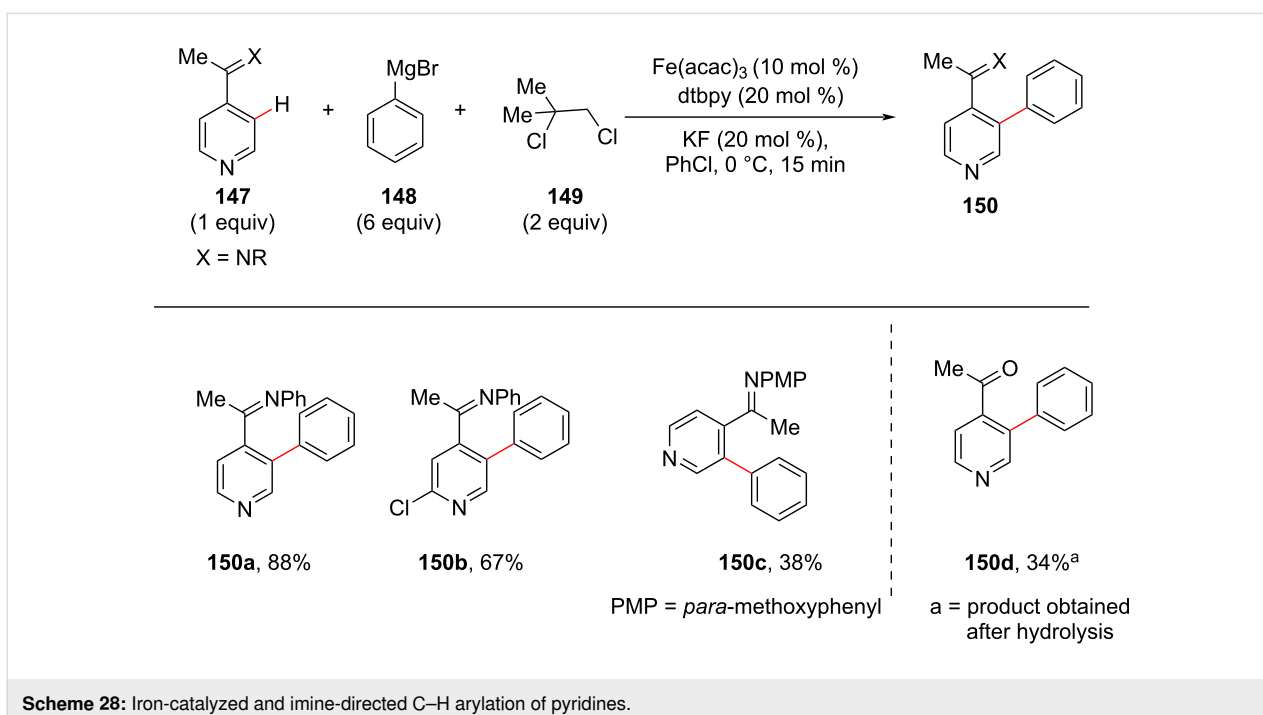 Me X
H
N
147
(1 equiv)
X = NR
+
MgBr
148
(6 equiv)
+
Me
Me
Cl
Cl
149
(2 equiv)
Fe(acac)3 (10 mol %)
dtbpy (20 mol %)
KF (20 mol %),
PhCl, 0 °C, 15 min
Me X
N
150
Me NPh
N
150a, 88%
Me NPh
Cl N
150b, 67%
NPMP
Me
N
150c, 38%
PMP = para-methoxyphenyl
Me O
N
150d, 34%a
a = product obtained
after hydrolysis
Scheme 28: Iron-catalyzed and imine-directed C–H arylation of pyridines.